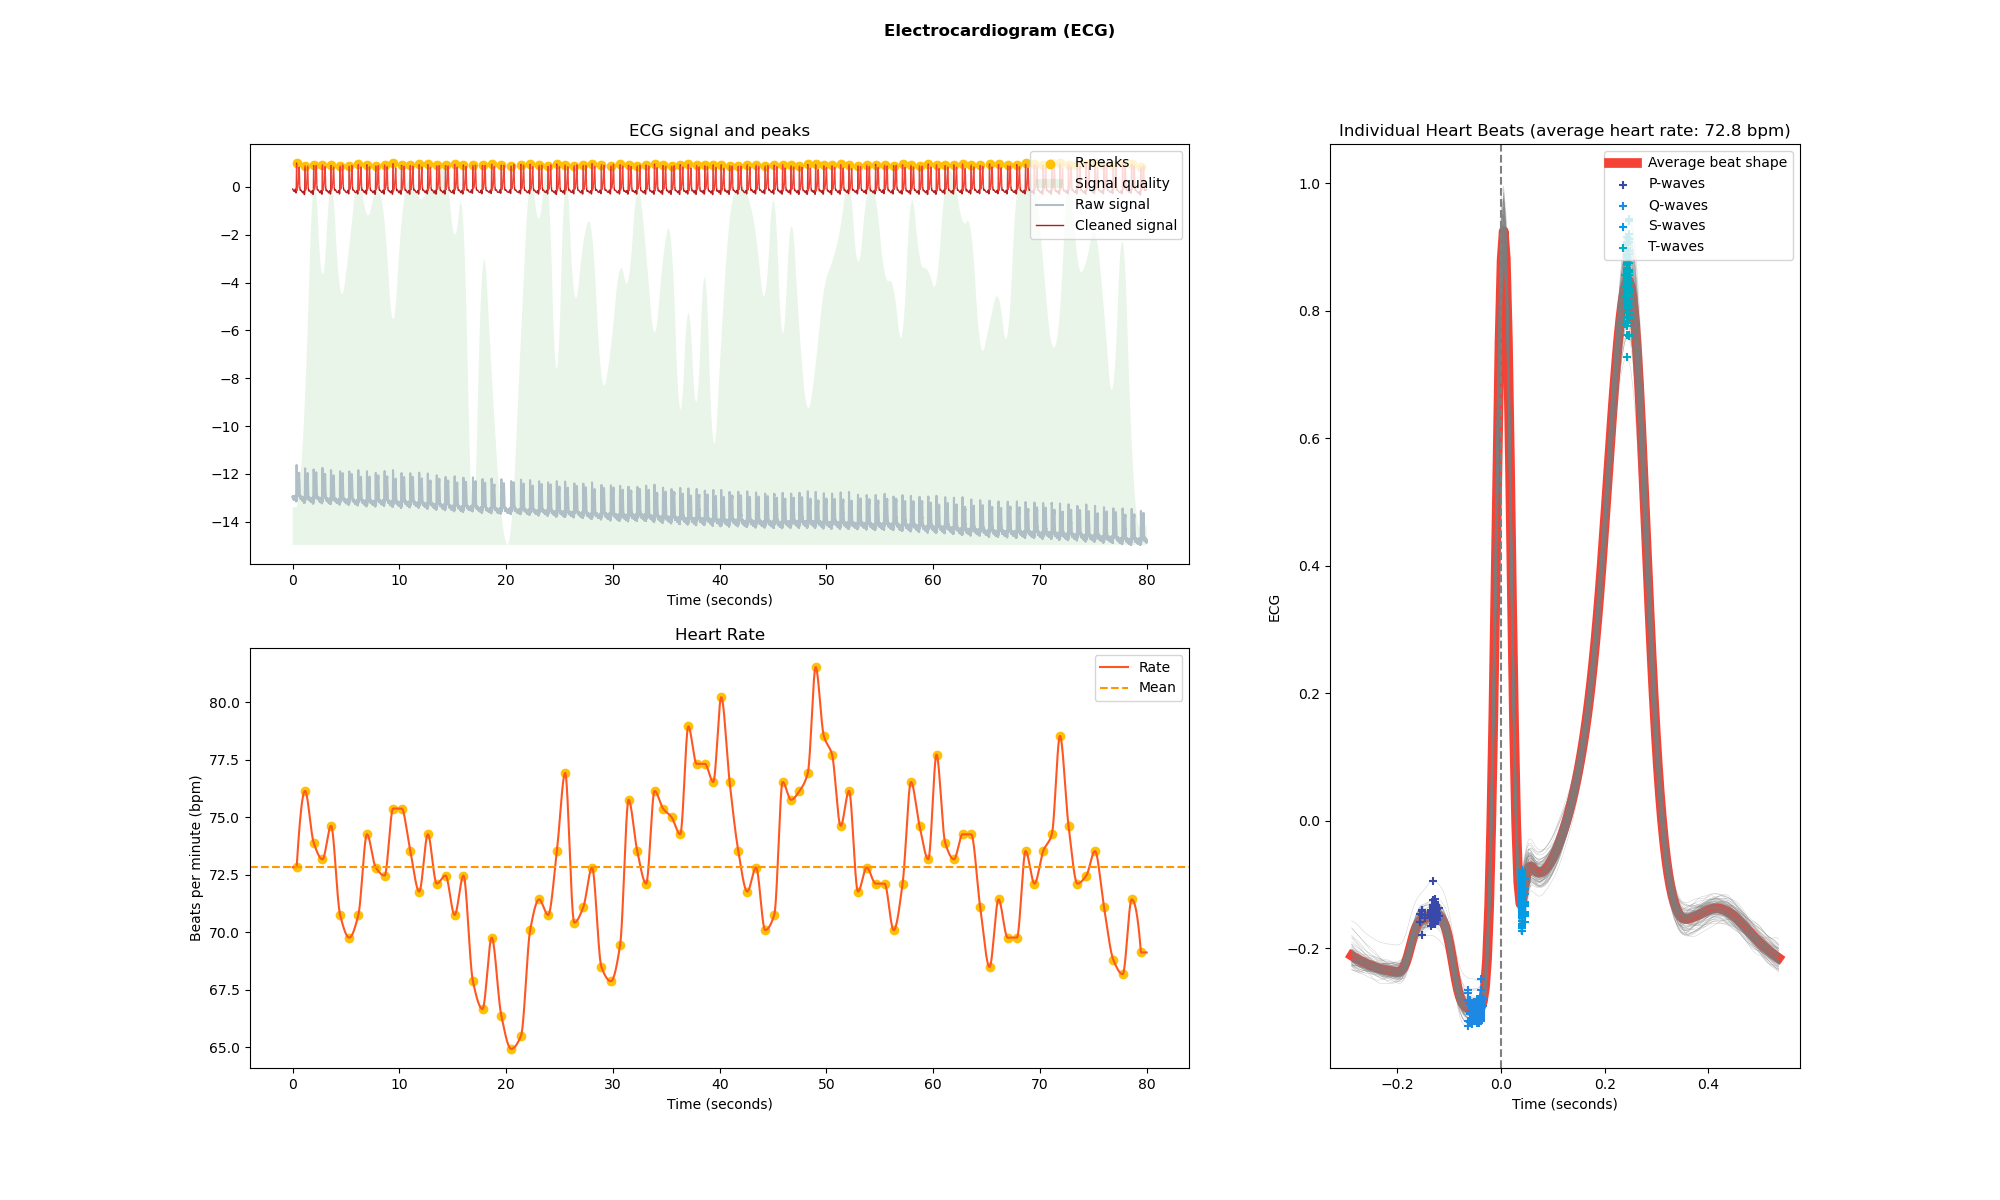 Electrocardiogram (ECG)
ECG signal and peaks
R-peaks
Signal quality
Raw signal
Cleaned signal
0
−2
−4
−6
−8
−10
−12
−14
0 10 20 30 40 50 60 70 80
Time (seconds)
Heart Rate
Rate
Mean
Beats per minute (bpm)
80.0
77.5
75.0
72.5
70.0
67.5
65.0
0 10 20 30 40 50 60 70 80
Time (seconds)
Individual Heart Beats (average heart rate: 72.8 bpm)
Average beat shape
P-waves
Q-waves
S-waves
T-waves
ECG
1.0
0.8
0.6
0.4
0.2
0.0
−0.2
−0.2 0.0 0.2 0.4
Time (seconds)